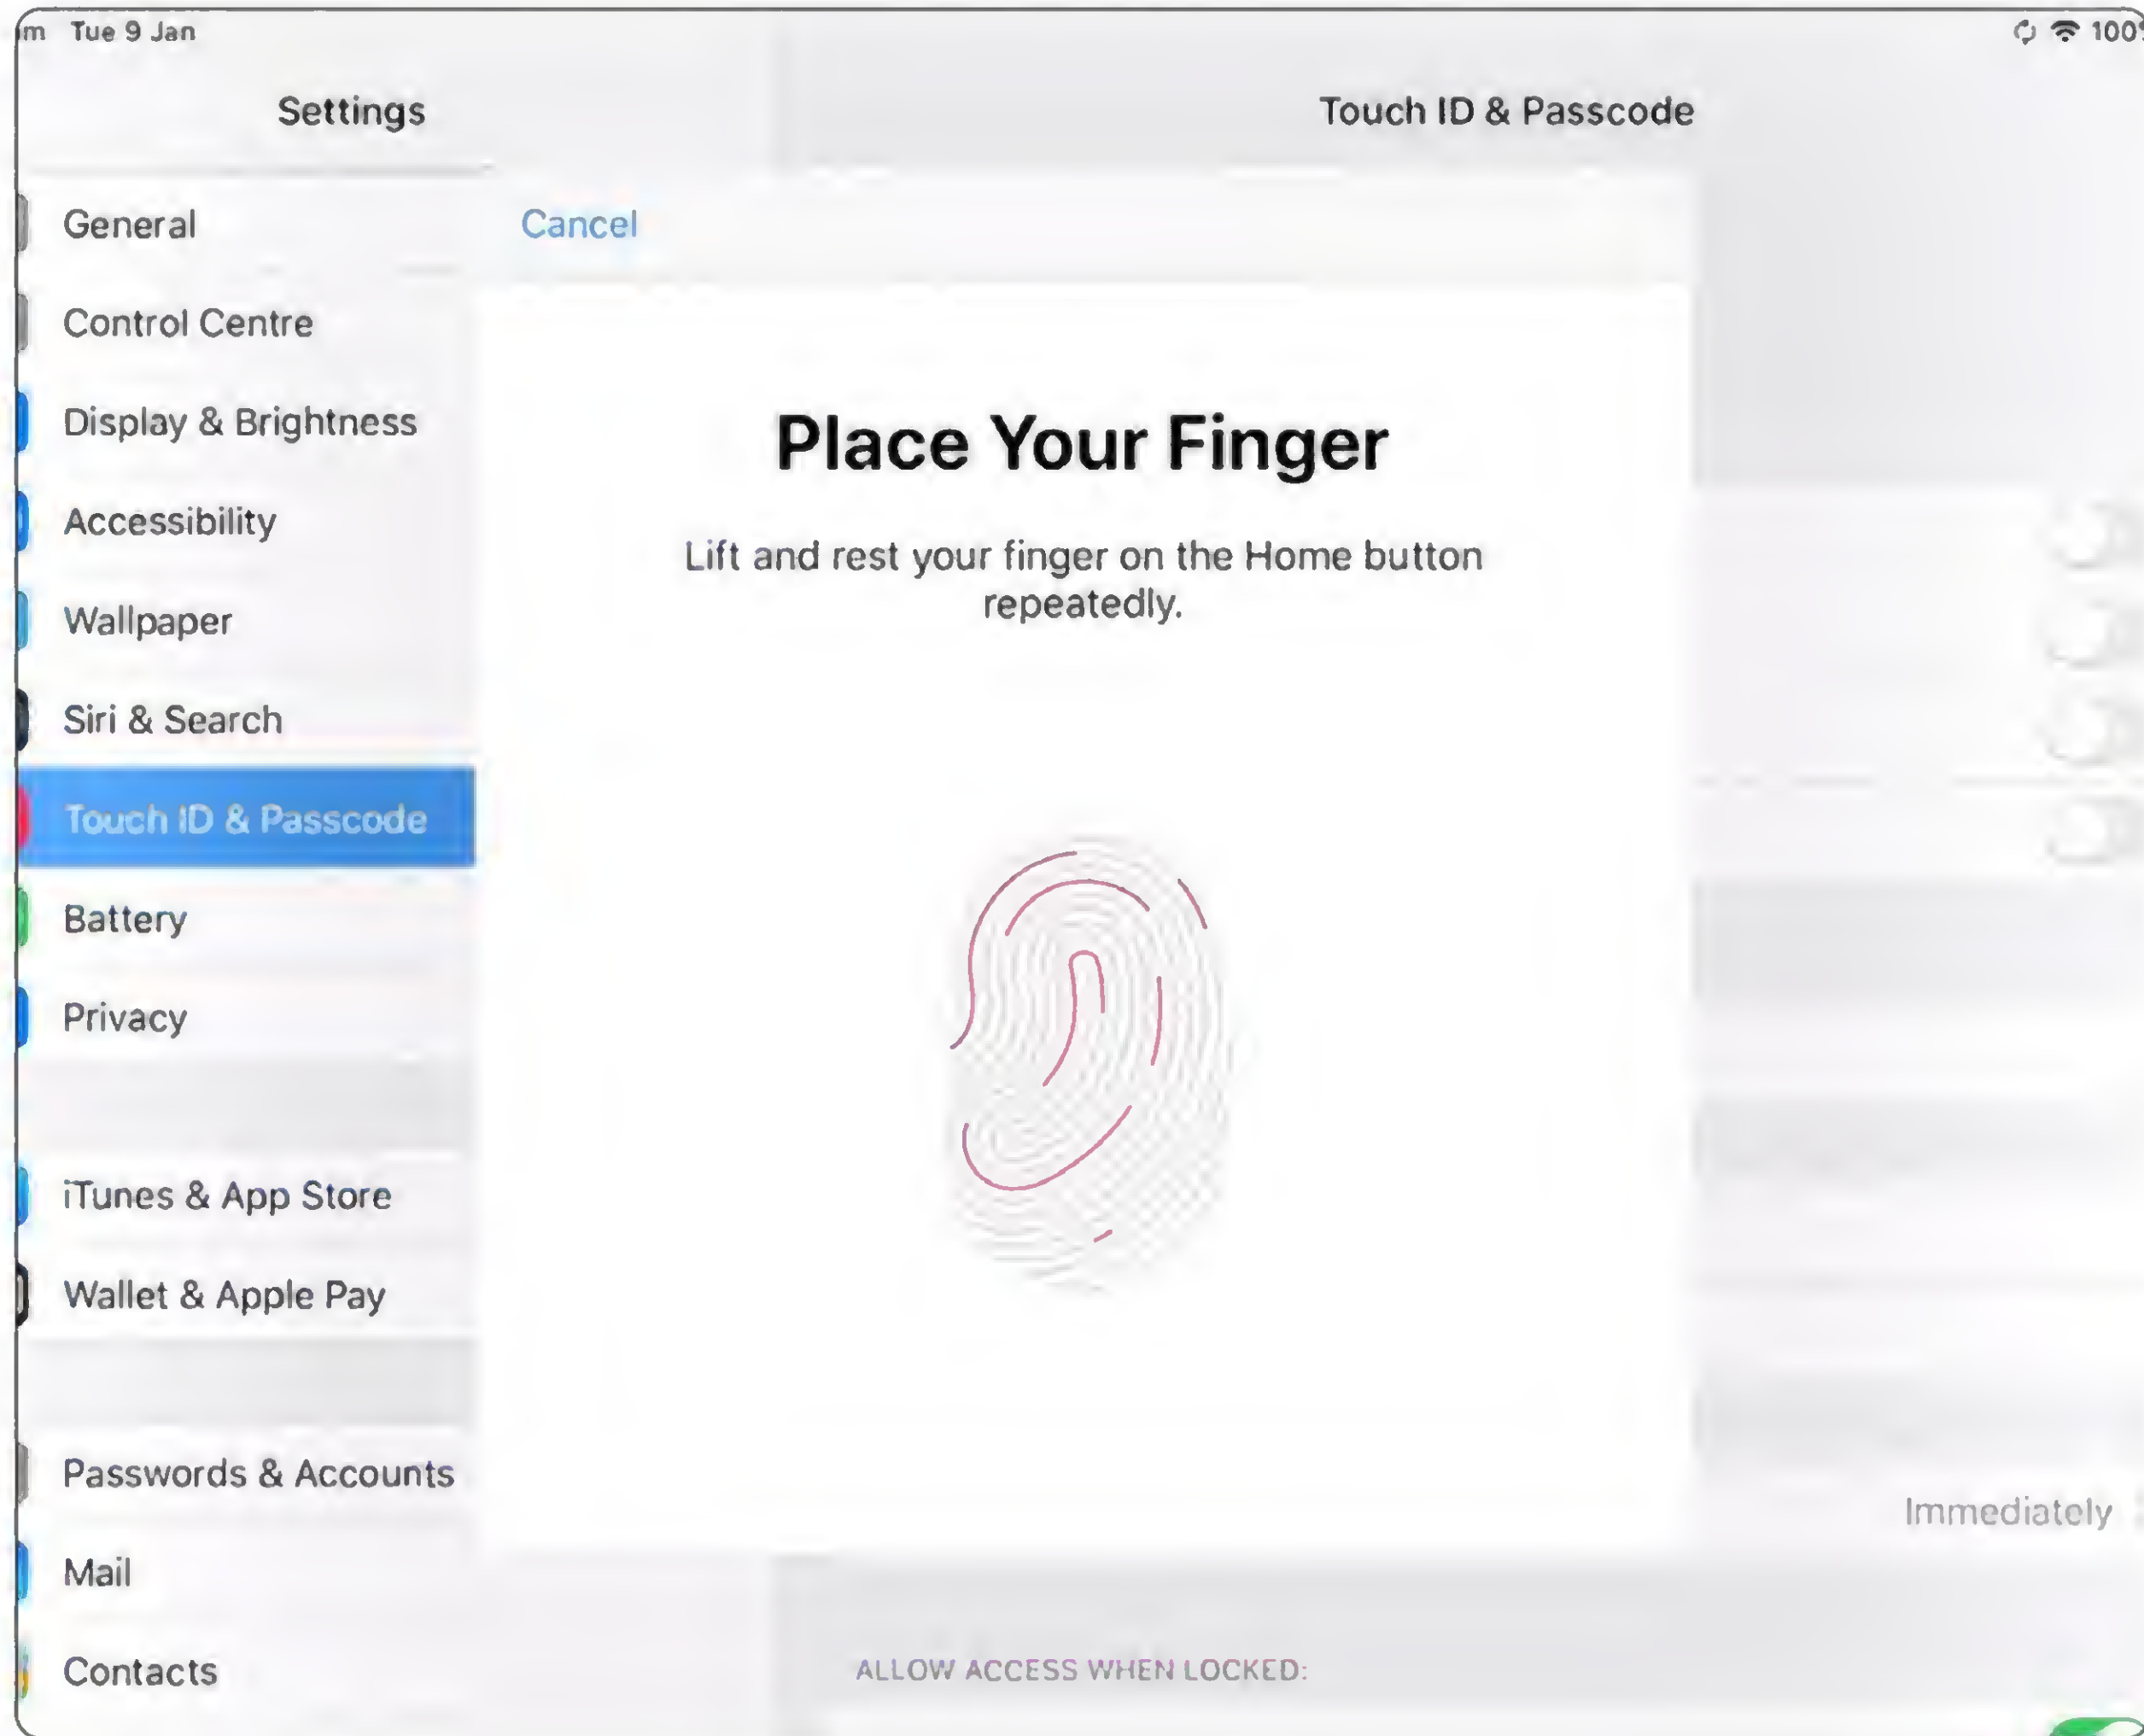 m Tue 9 Jan
100%
Settings
Touch ID & Passcode
General
Cancel
Control Centre
Display & Brightness
Accessibility
Wallpaper
Siri & Search
Touch ID & Passcode
Battery
Privacy
iTunes & App Store
Wallet & Apple Pay
Passwords & Accounts
Mail
Contacts
Place Your Finger
Lift and rest your finger on the Home button
repeatedly.
Immediately
ALLOW ACCESS WHEN LOCKED: